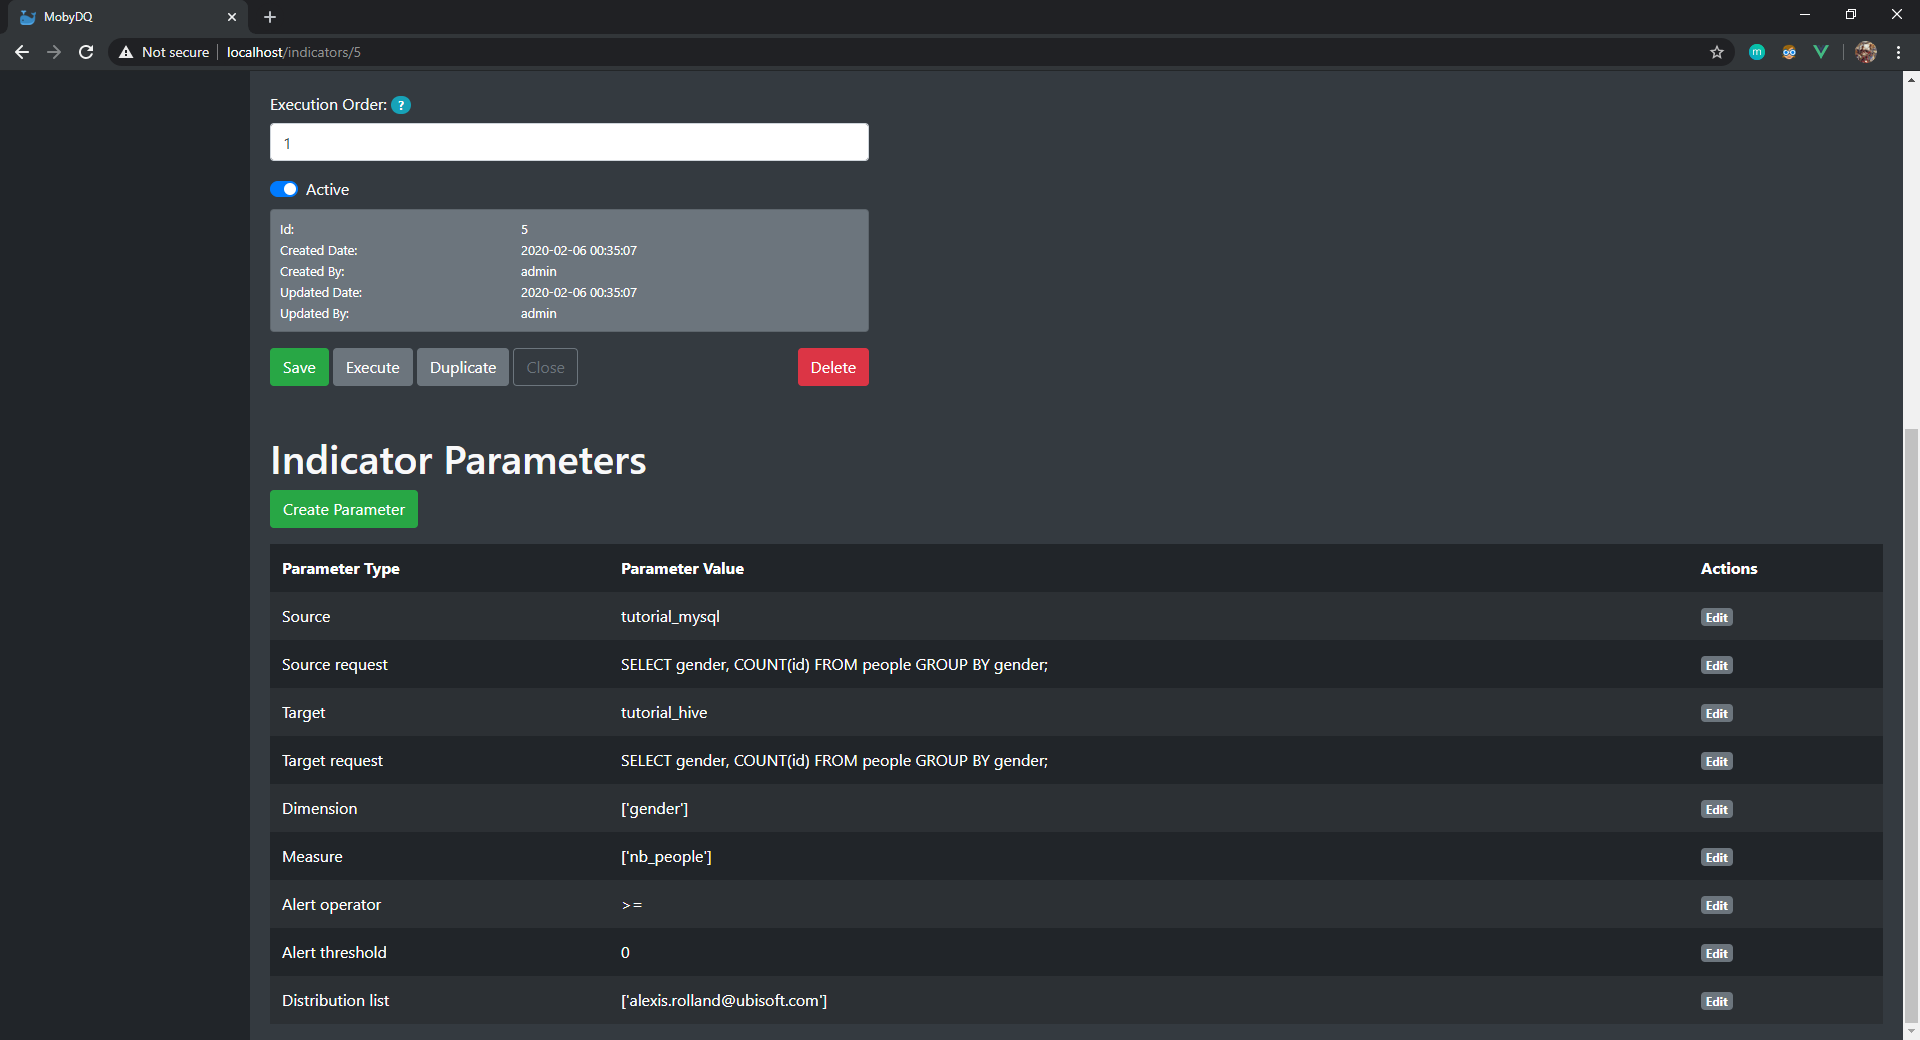 MobyDQ
Not secure localhost/indicators/5
m
Execution Order: ?
1
Active
Id: 5
Created Date: 2020-02-06 00:35:07
Created By: admin
Updated Date: 2020-02-06 00:35:07
Updated By: admin
Save Execute Duplicate Close Delete
Indicator Parameters
Create Parameter
Parameter Type Parameter Value Actions
Source tutorial_mysql Edit
Source request SELECT gender, COUNT(id) FROM people GROUP BY gender; Edit
Target tutorial_hive Edit
Target request SELECT gender, COUNT(id) FROM people GROUP BY gender; Edit
Dimension ['gender'] Edit
Measure ['nb_people'] Edit
Alert operator >= Edit
Alert threshold 0 Edit
Distribution list ['alexis.rolland@ubisoft.com'] Edit